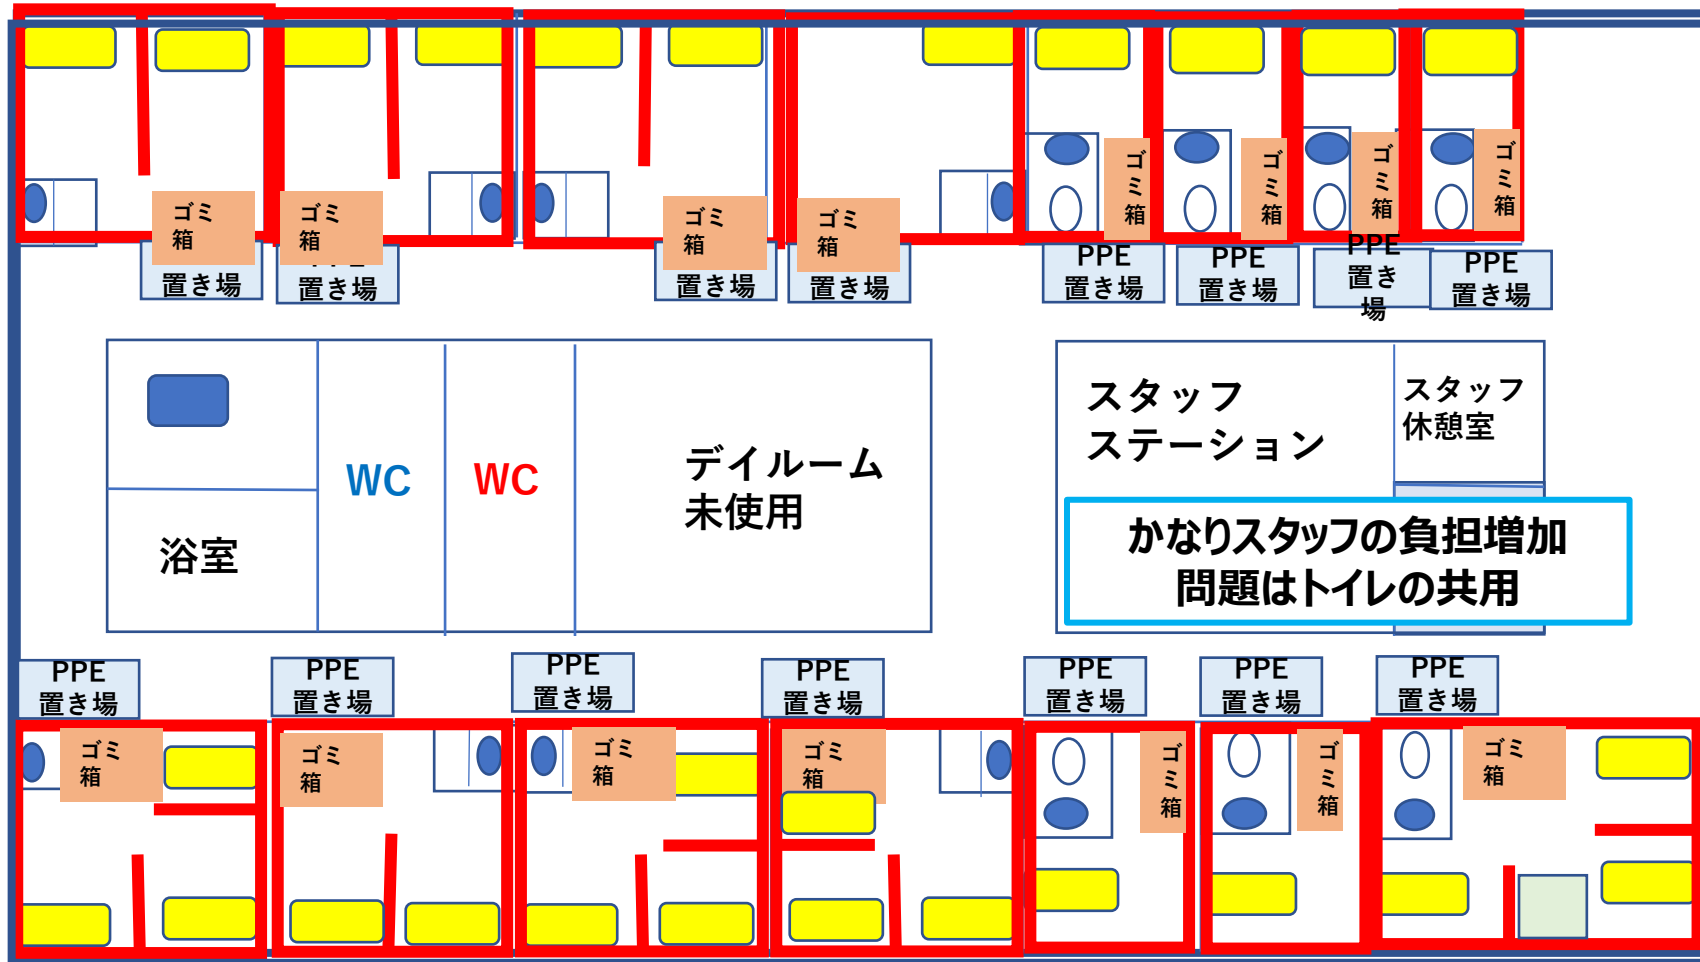 ゴミ
箱
ゴミ
箱
ゴミ
箱
ゴミ
箱
ゴミ箱
ゴミ箱
ゴミ箱
ゴミ箱
置き場
置き場
置き場
置き場
PPE
置き場
PPE
置き場
PPE
置き
場
PPE
置き場
スタッフ
ステーション
スタッフ
休憩室
WC
WC
デイルーム
未使用
浴室
かなりスタッフの負担増加
問題はトイレの共用
PPE
置き場
PPE
置き場
PPE
置き場
PPE
置き場
PPE
置き場
PPE
置き場
PPE
置き場
ゴミ
箱
ゴミ
箱
ゴミ
箱
ゴミ
箱
ゴミ箱
ゴミ箱
ゴミ
箱